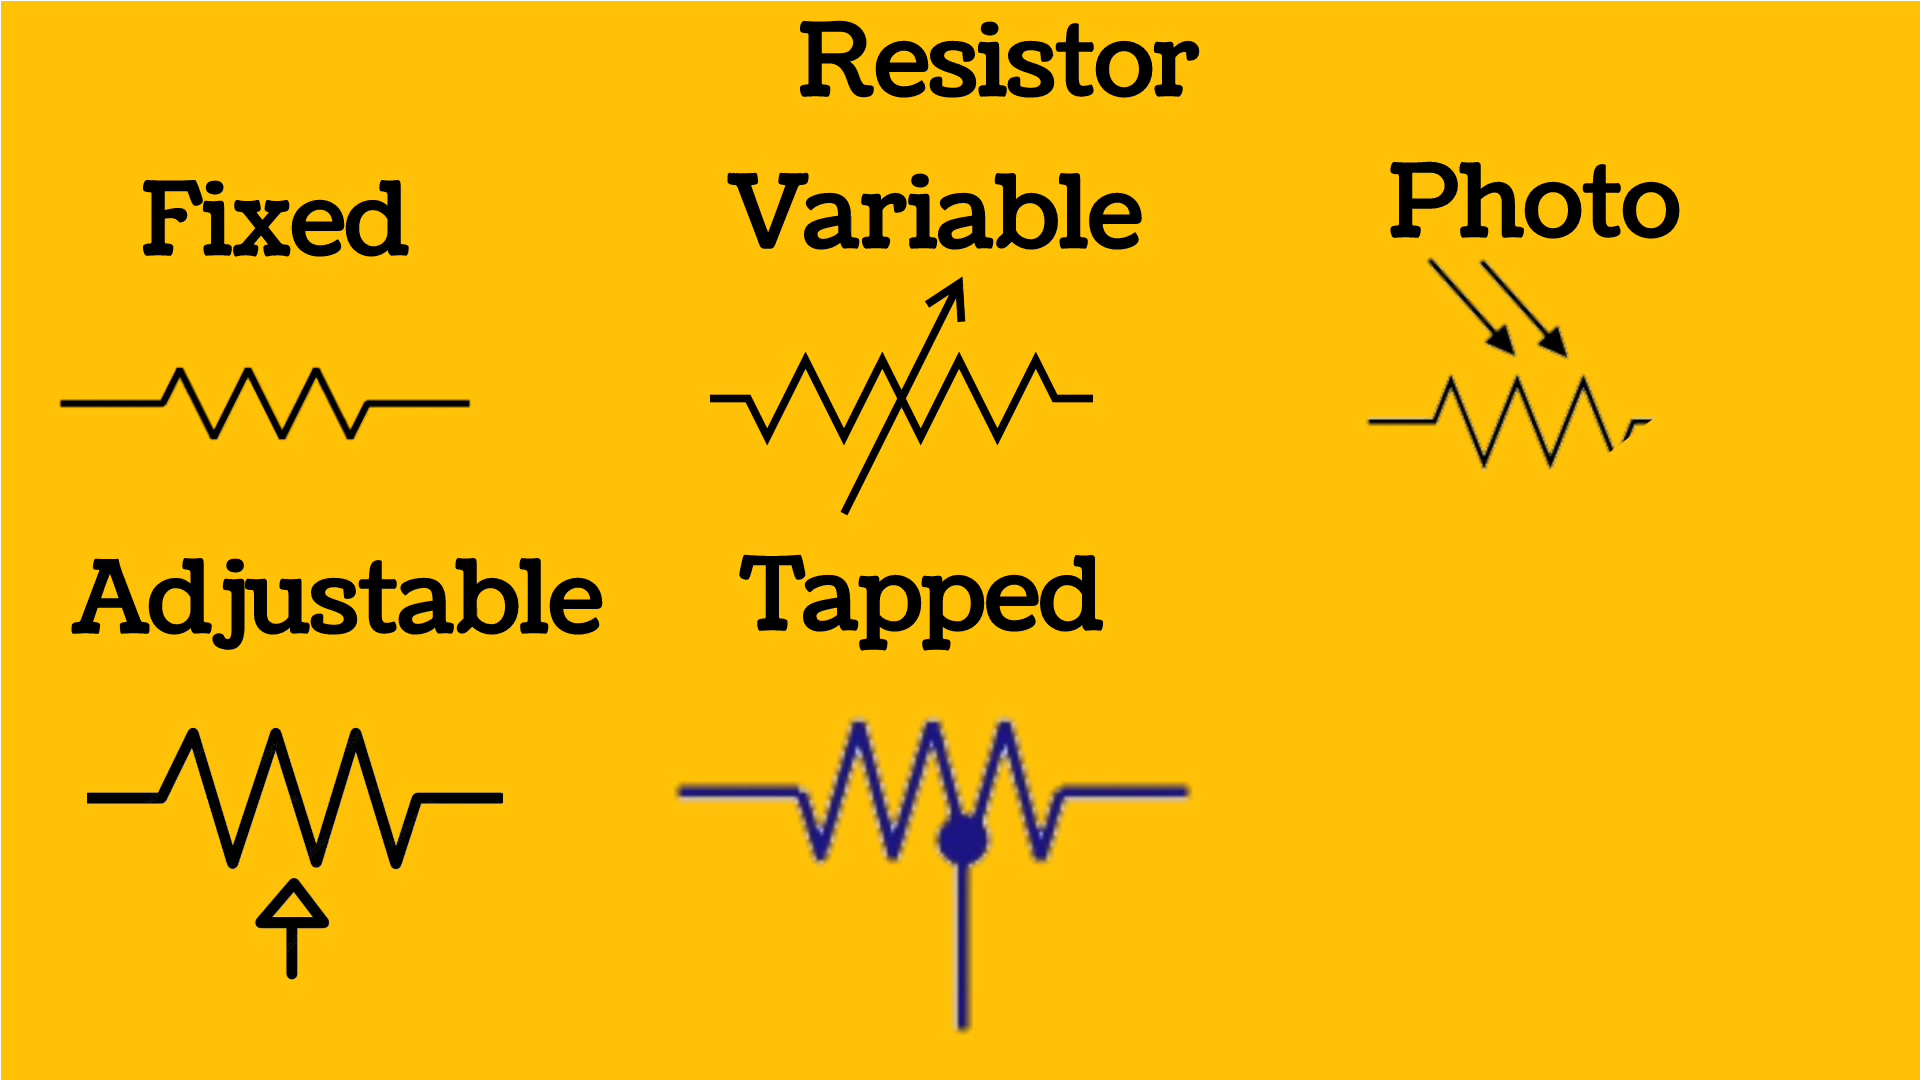 Resistor
Fixed
Variable
Photo
Adjustable
Tapped